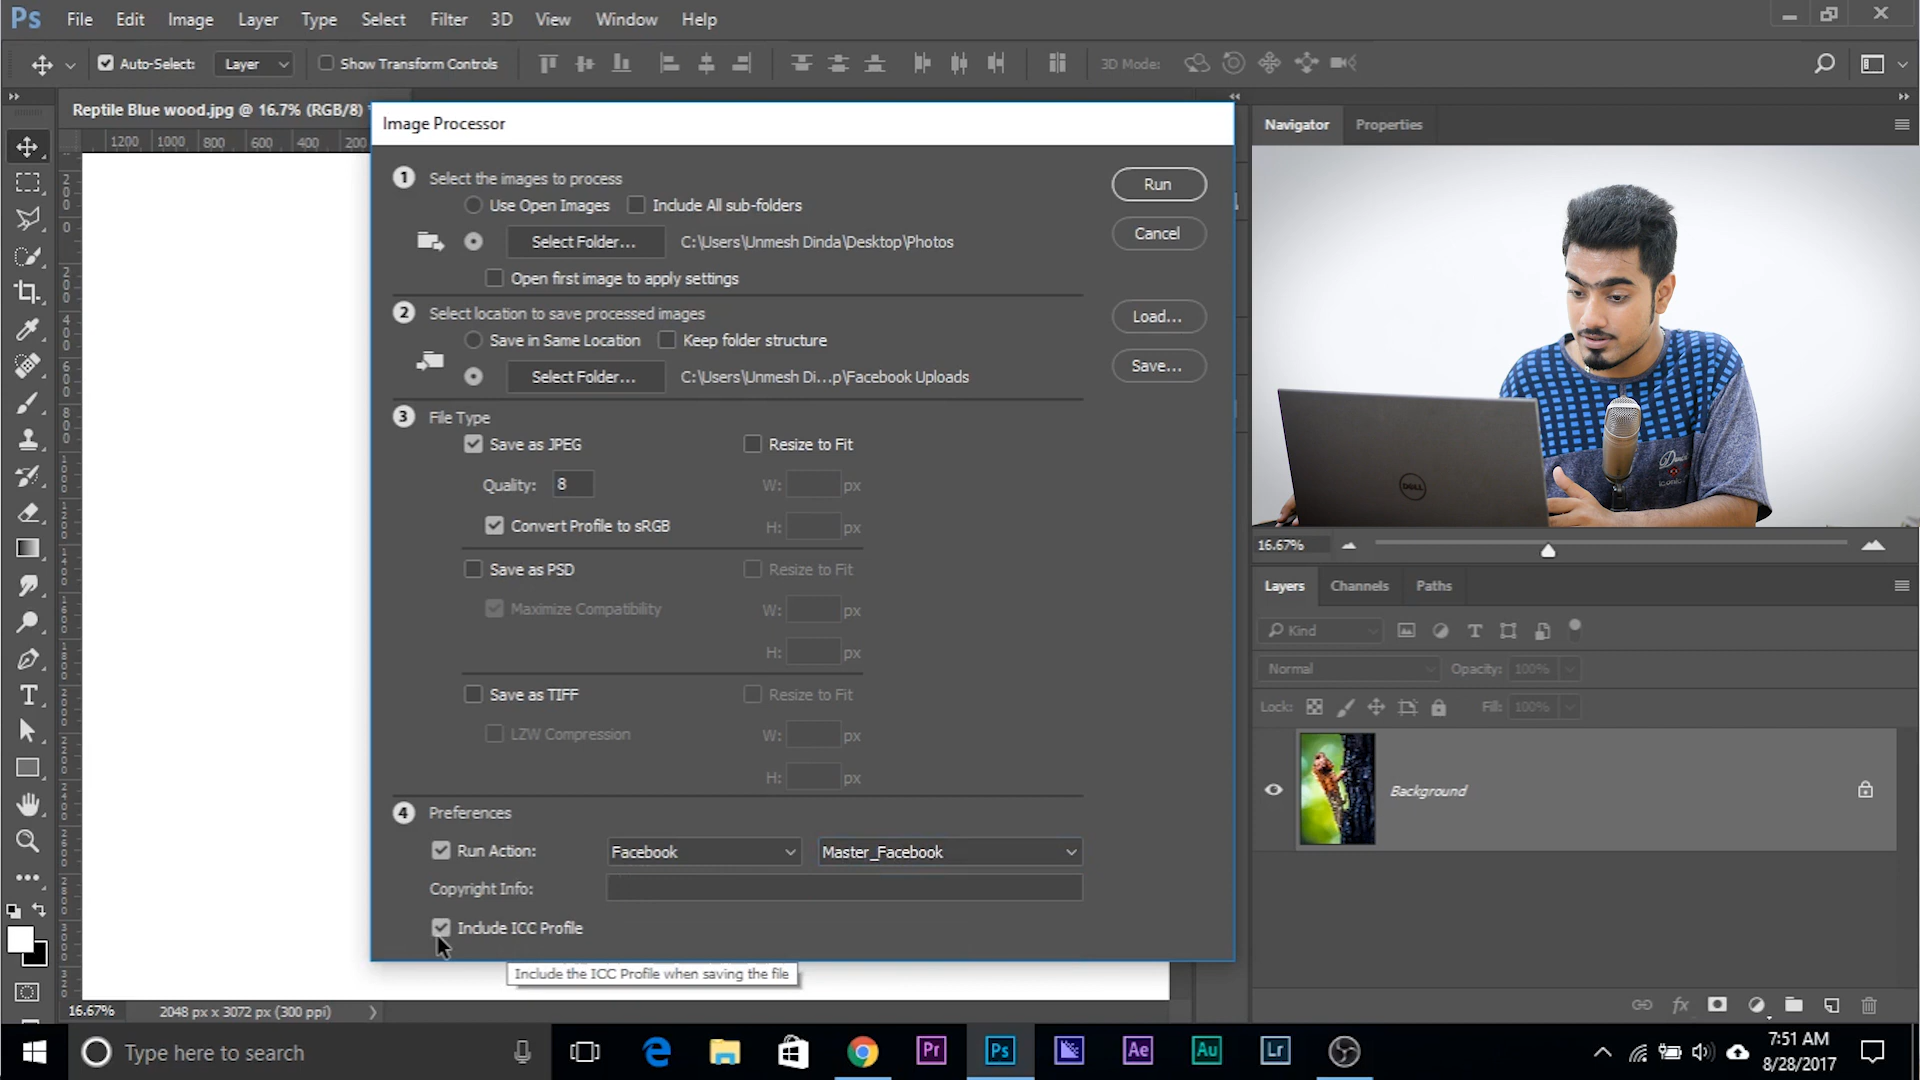 Ps File Edit Image Layer Type Select Filter 3D View Window Help
Auto-Select: Layer Show Transform Controls 3D Mode:
Reptile Blue wood.jpg @ 16.7% (RGB/8)
1200 1000 800 600 400 200
Image Processor
1 Select the images to process
Use Open Images Include All sub-folders
Select Folder... C:\Users\Unmesh Dinda\Desktop\Photos
Open first image to apply settings
2 Select location to save processed images
Save in Same Location Keep folder structure
Select Folder... C:\Users\Unmesh Di...p\Facebook Uploads
3 File Type
Save as JPEG Resize to Fit
Quality: 8 W: px
Convert Profile to sRGB H: px
Save as PSD Resize to Fit
Maximize Compatibility W: px
H: px
Save as TIFF Resize to Fit
LZW Compression W: px
H: px
4 Preferences
Run Action: Facebook Master_Facebook
Copyright Info:
Include ICC Profile
Include the ICC Profile when saving the file
Run
Cancel
Load...
Save...
Navigator Properties
DELL
16.67%
Layers Channels Paths
Kind
Normal Opacity: 100%
Lock: Fill: 100%
Background
fx
16.67% 2048 px x 3072 px (300 ppi)
Type here to search
Pr Ps Ae Au Lr
7:51 AM
8/28/2017